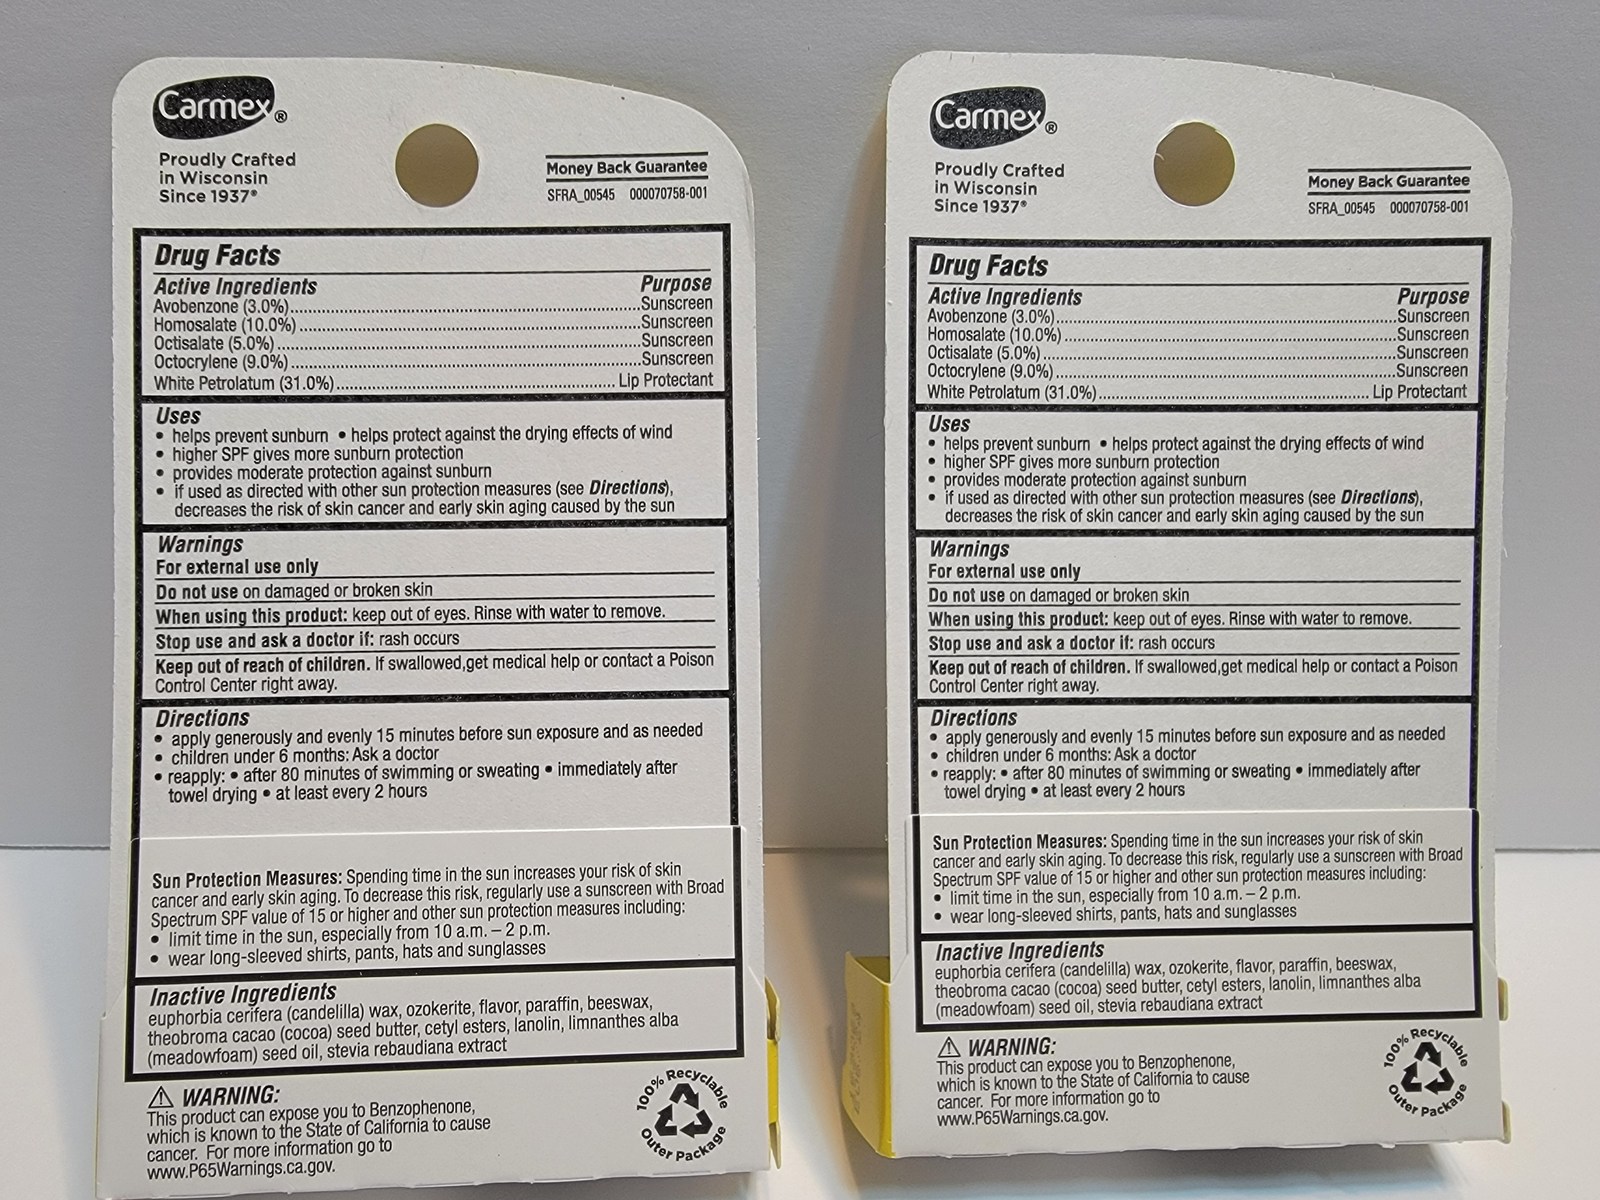 Carmex®
Proudly Crafted
in Wisconsin
Since 1937®
Money Back Guarantee
SFRA_00545 000070758-001
Drug Facts
Active Ingredients Purpose
Avobenzone (3.0%)..........Sunscreen
Homosalate (10.0%)..........Sunscreen
Octisalate (5.0%)..........Sunscreen
Octocrylene (9.0%)..........Sunscreen
White Petrolatum (31.0%).......... Lip Protectant
Uses
• helps prevent sunburn • helps protect against the drying effects of wind
• higher SPF gives more sunburn protection
• provides moderate protection against sunburn
• if used as directed with other sun protection measures (see Directions),
decreases the risk of skin cancer and early skin aging caused by the sun
Warnings
For external use only
Do not use on damaged or broken skin
When using this product: keep out of eyes. Rinse with water to remove.
Stop use and ask a doctor if: rash occurs
Keep out of reach of children. If swallowed,get medical help or contact a Poison
Control Center right away.
Directions
• apply generously and evenly 15 minutes before sun exposure and as needed
• children under 6 months: Ask a doctor
• reapply: • after 80 minutes of swimming or sweating • immediately after
towel drying • at least every 2 hours
Sun Protection Measures: Spending time in the sun increases your risk of skin
cancer and early skin aging. To decrease this risk, regularly use a sunscreen with Broad
Spectrum SPF value of 15 or higher and other sun protection measures including:
• limit time in the sun, especially from 10 a.m. – 2 p.m.
• wear long-sleeved shirts, pants, hats and sunglasses
Inactive Ingredients
euphorbia cerifera (candelilla) wax, ozokerite, flavor, paraffin, beeswax,
theobroma cacao (cocoa) seed butter, cetyl esters, lanolin, limnanthes alba
(meadowfoam) seed oil, stevia rebaudiana extract
⚠ WARNING:
This product can expose you to Benzophenone,
which is known to the State of California to cause
cancer. For more information go to
www.P65Warnings.ca.gov.
100% Recyclable
Outer Package
Carmex®
Proudly Crafted
in Wisconsin
Since 1937®
Money Back Guarantee
SFRA_00545 000070758-001
Drug Facts
Active Ingredients Purpose
Avobenzone (3.0%)..........Sunscreen
Homosalate (10.0%)..........Sunscreen
Octisalate (5.0%)..........Sunscreen
Octocrylene (9.0%)..........Sunscreen
White Petrolatum (31.0%).......... Lip Protectant
Uses
• helps prevent sunburn • helps protect against the drying effects of wind
• higher SPF gives more sunburn protection
• provides moderate protection against sunburn
• if used as directed with other sun protection measures (see Directions),
decreases the risk of skin cancer and early skin aging caused by the sun
Warnings
For external use only
Do not use on damaged or broken skin
When using this product: keep out of eyes. Rinse with water to remove.
Stop use and ask a doctor if: rash occurs
Keep out of reach of children. If swallowed,get medical help or contact a Poison
Control Center right away.
Directions
• apply generously and evenly 15 minutes before sun exposure and as needed
• children under 6 months: Ask a doctor
• reapply: • after 80 minutes of swimming or sweating • immediately after
towel drying • at least every 2 hours
Sun Protection Measures: Spending time in the sun increases your risk of skin
cancer and early skin aging. To decrease this risk, regularly use a sunscreen with Broad
Spectrum SPF value of 15 or higher and other sun protection measures including:
• limit time in the sun, especially from 10 a.m. – 2 p.m.
• wear long-sleeved shirts, pants, hats and sunglasses
Inactive Ingredients
euphorbia cerifera (candelilla) wax, ozokerite, flavor, paraffin, beeswax,
theobroma cacao (cocoa) seed butter, cetyl esters, lanolin, limnanthes alba
(meadowfoam) seed oil, stevia rebaudiana extract
⚠ WARNING:
This product can expose you to Benzophenone,
which is known to the State of California to cause
cancer. For more information go to
www.P65Warnings.ca.gov.
100% Recyclable
Outer Package